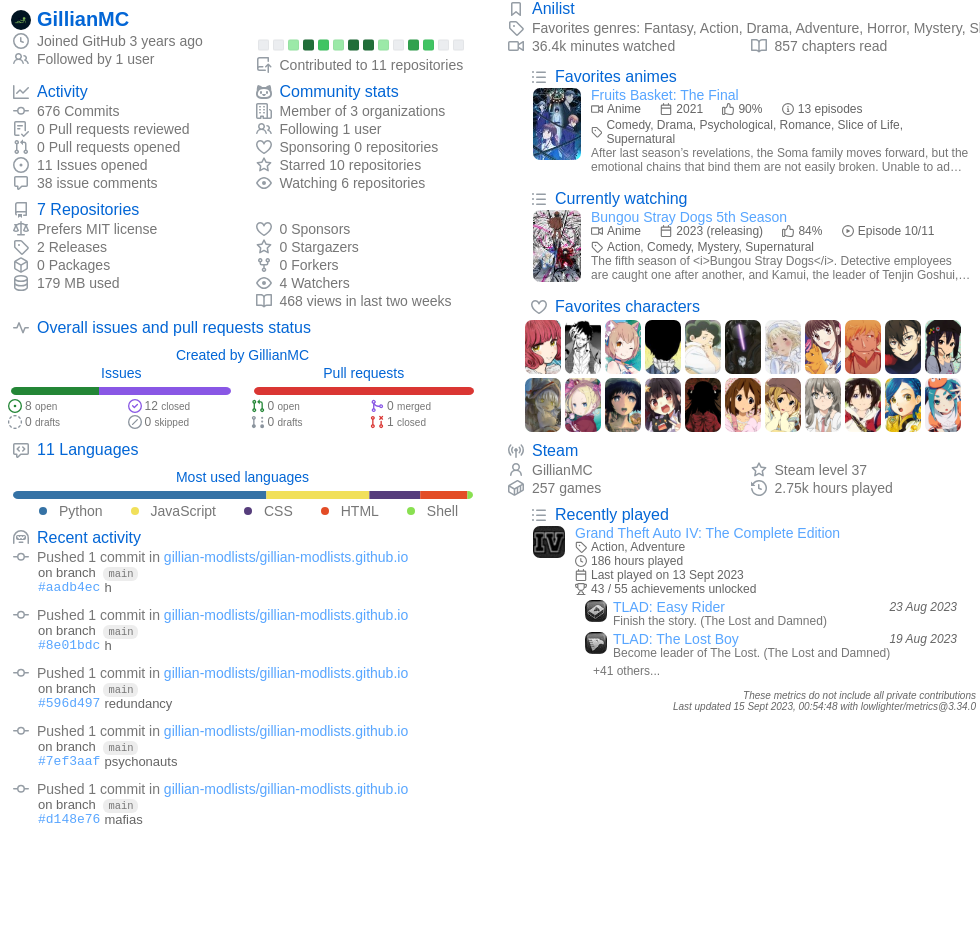 GillianMC
Joined GitHub 3 years ago
Followed by 1 user
Contributed to 11 repositories
Activity
676 Commits
0 Pull requests reviewed
0 Pull requests opened
11 Issues opened
38 issue comments
Community stats
Member of 3 organizations
Following 1 user
Sponsoring 0 repositories
Starred 10 repositories
Watching 6 repositories
7 Repositories
Prefers MIT license
2 Releases
0 Packages
179 MB used
0 Sponsors
0 Stargazers
0 Forkers
4 Watchers
468 views in last two weeks
Overall issues and pull requests status
Created by GillianMC
Issues
8 open
12 closed
0 drafts
0 skipped
Pull requests
0 open
0 merged
0 drafts
1 closed
11 Languages
Most used languages
Python JavaScript CSS HTML Shell
Recent activity
Pushed 1 commit in gillian-modlists/gillian-modlists.github.io
on branch main
#aadb4ec h
Pushed 1 commit in gillian-modlists/gillian-modlists.github.io
on branch main
#8e01bdc h
Pushed 1 commit in gillian-modlists/gillian-modlists.github.io
on branch main
#596d497 redundancy
Pushed 1 commit in gillian-modlists/gillian-modlists.github.io
on branch main
#7ef3aaf psychonauts
Pushed 1 commit in gillian-modlists/gillian-modlists.github.io
on branch main
#d148e76 mafias
Anilist
Favorites genres: Fantasy, Action, Drama, Adventure, Horror, Mystery,
36.4k minutes watched
857 chapters read
Favorites animes
Fruits Basket: The Final
Anime 2021 90% 13 episodes
Comedy, Drama, Psychological, Romance, Slice of Life,
Supernatural
After last season's revelations, the Soma family moves forward, but the
emotional chains that bind them are not easily broken. Unable to ad…
Currently watching
Bungou Stray Dogs 5th Season
Anime 2023 (releasing) 84% Episode 10/11
Action, Comedy, Mystery, Supernatural
The fifth season of <i>Bungou Stray Dogs</i>. Detective employees
are caught one after another, and Kamui, the leader of Tenjin Goshui,…
Favorites characters
Steam
GillianMC
Steam level 37
257 games
2.75k hours played
Recently played
IV
Grand Theft Auto IV: The Complete Edition
Action, Adventure
186 hours played
Last played on 13 Sept 2023
43 / 55 achievements unlocked
TLAD: Easy Rider 23 Aug 2023
Finish the story. (The Lost and Damned)
TLAD: The Lost Boy 19 Aug 2023
Become leader of The Lost. (The Lost and Damned)
+41 others...
These metrics do not include all private contributions
Last updated 15 Sept 2023, 00:54:48 with lowlighter/metrics@3.34.0